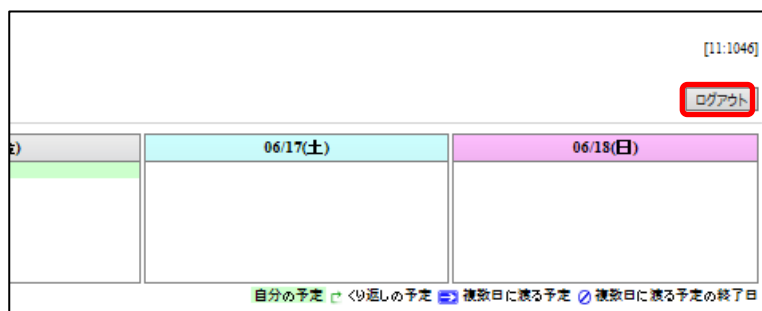 [11:1046]
ログアウト
) 06/17(土) 06/18(日)
自分の予定 くり返しの予定 複数日に渡る予定 複数日に渡る予定の終了日